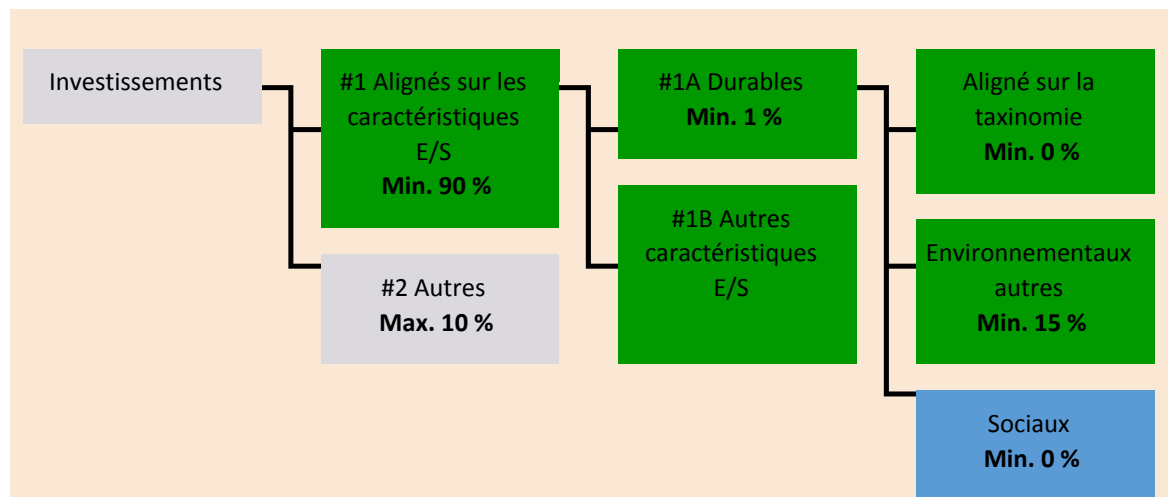 Investissements
#1 Alignés sur les
caractéristiques
E/S
Min. 90 %
#2 Autres
Max. 10 %
#1A Durables
Min. 1 %
#1B Autres
caractéristiques
E/S
Aligné sur la
taxinomie
Min. 0 %
Environnementaux
autres
Min. 15 %
Sociaux
Min. 0 %